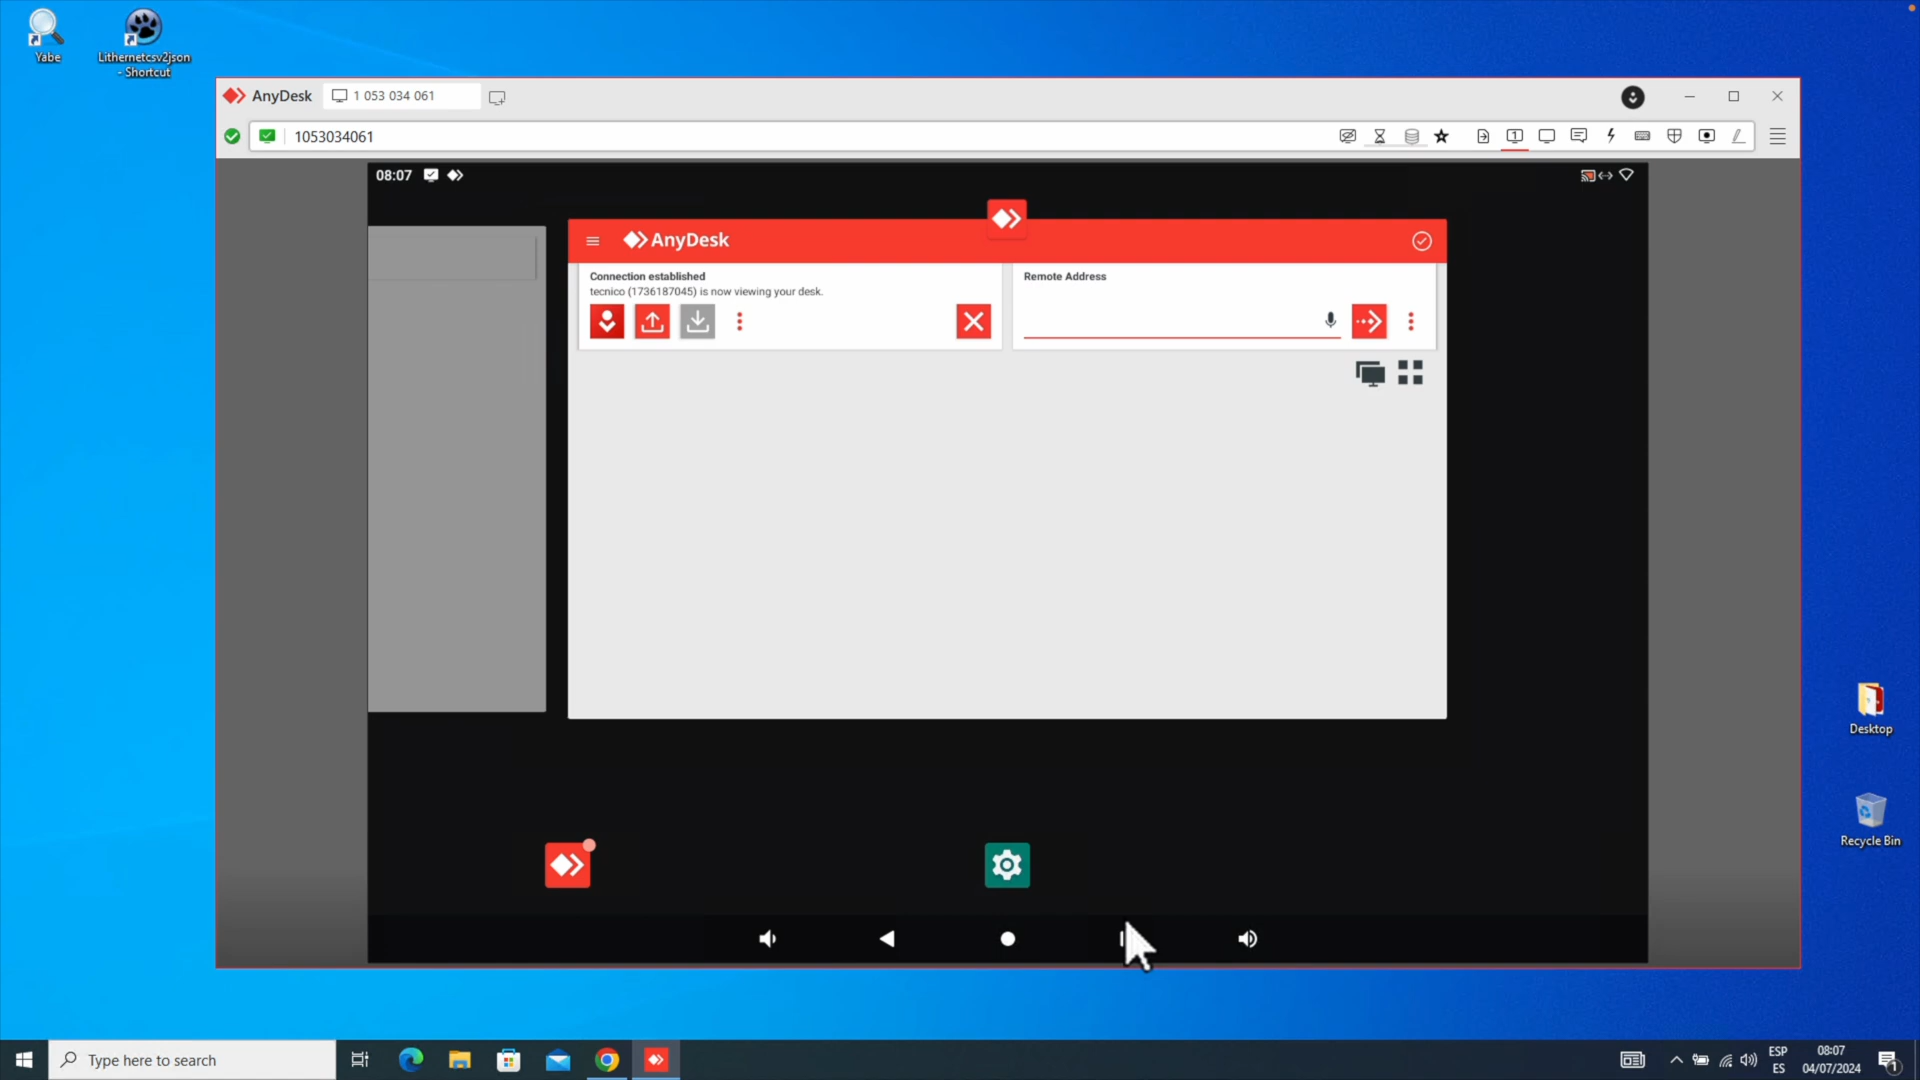 Yabe
Lithernetcsv2json
- Shortcut
AnyDesk
1 053 034 061
1053034061
08:07
AnyDesk
Connection established
tecnico (1736187045) is now viewing your desk.
Remote Address
Desktop
Recycle Bin
Type here to search
ESP
ES
08:07
04/07/2024
1